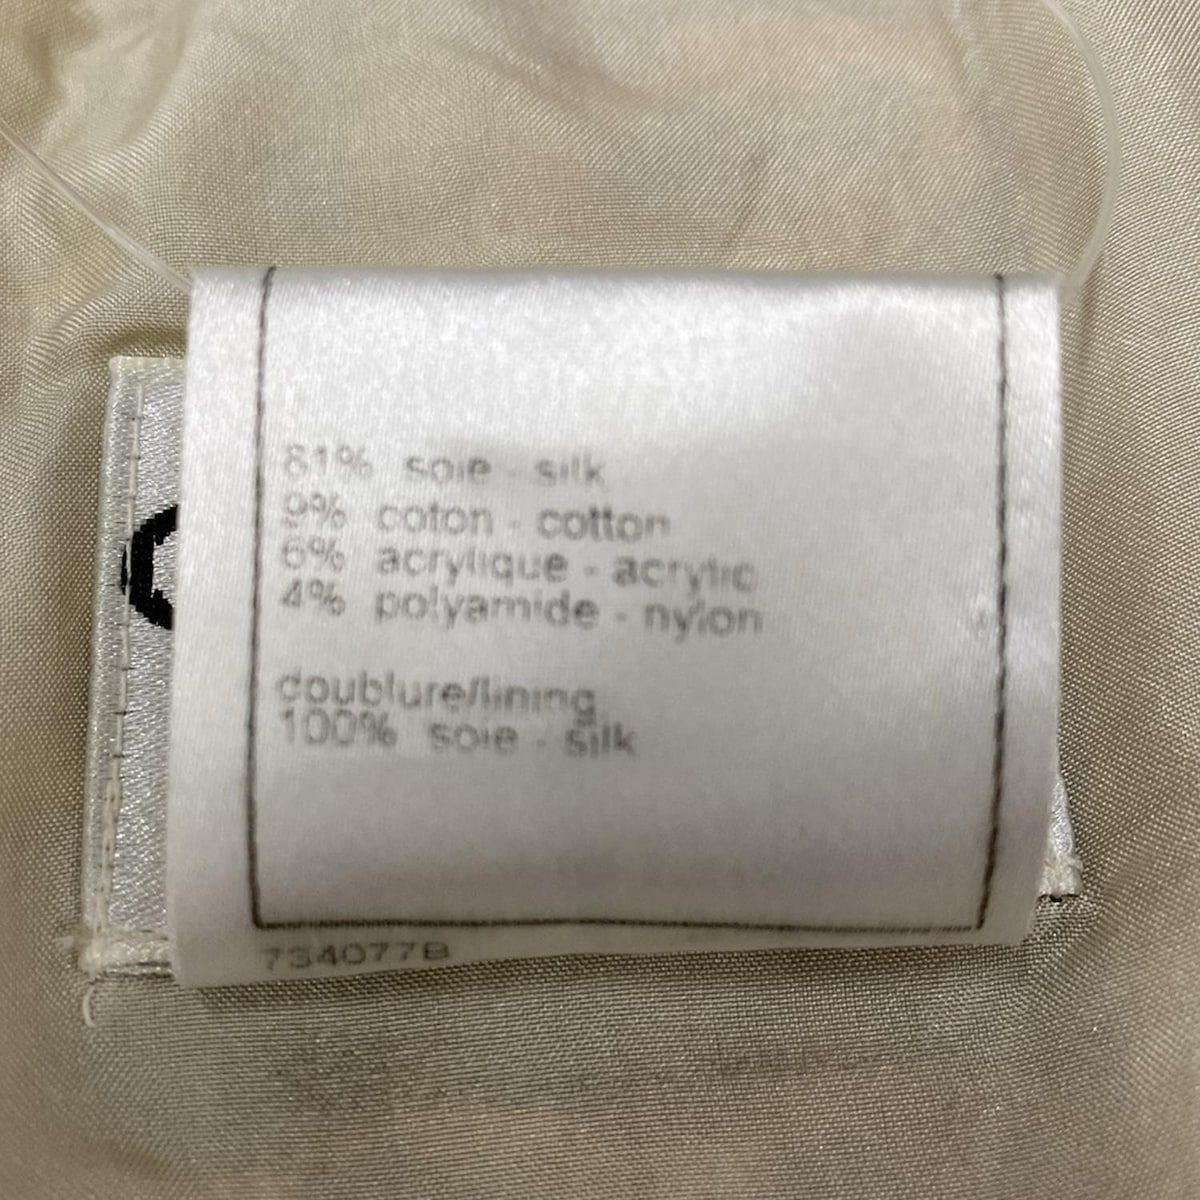 81% soie - silk
9% coton - cotton
6% acrylique - acrylic
4% polyamide - nylon
doublure/lining
100% soie - silk
734077B